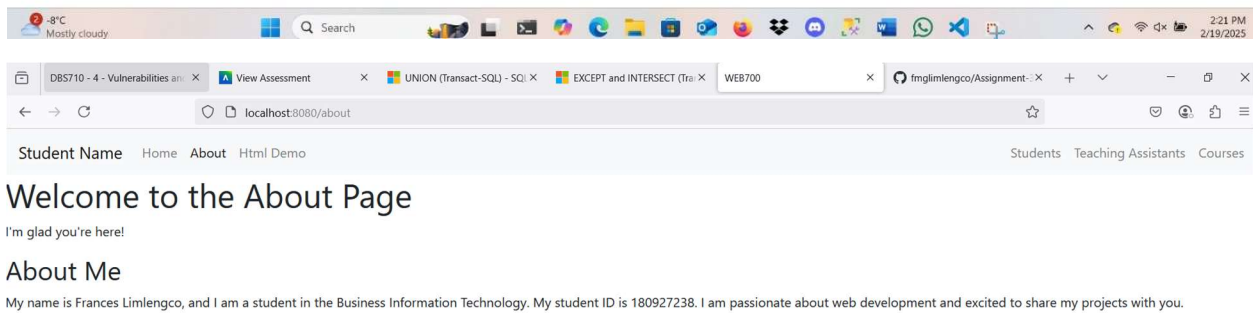 2
-8°C
Mostly cloudy
Search
2:21 PM
2/19/2025
DBS710 - 4 - Vulnerabilities an
View Assessment
UNION (Transact-SQL) - SQL
EXCEPT and INTERSECT (Tra
WEB700
fmglimlengco/Assignment-3
localhost:8080/about
Student Name Home About Html Demo Students Teaching Assistants Courses
Welcome to the About Page
I'm glad you're here!
About Me
My name is Frances Limlengco, and I am a student in the Business Information Technology. My student ID is 180927238. I am passionate about web development and excited to share my projects with you.